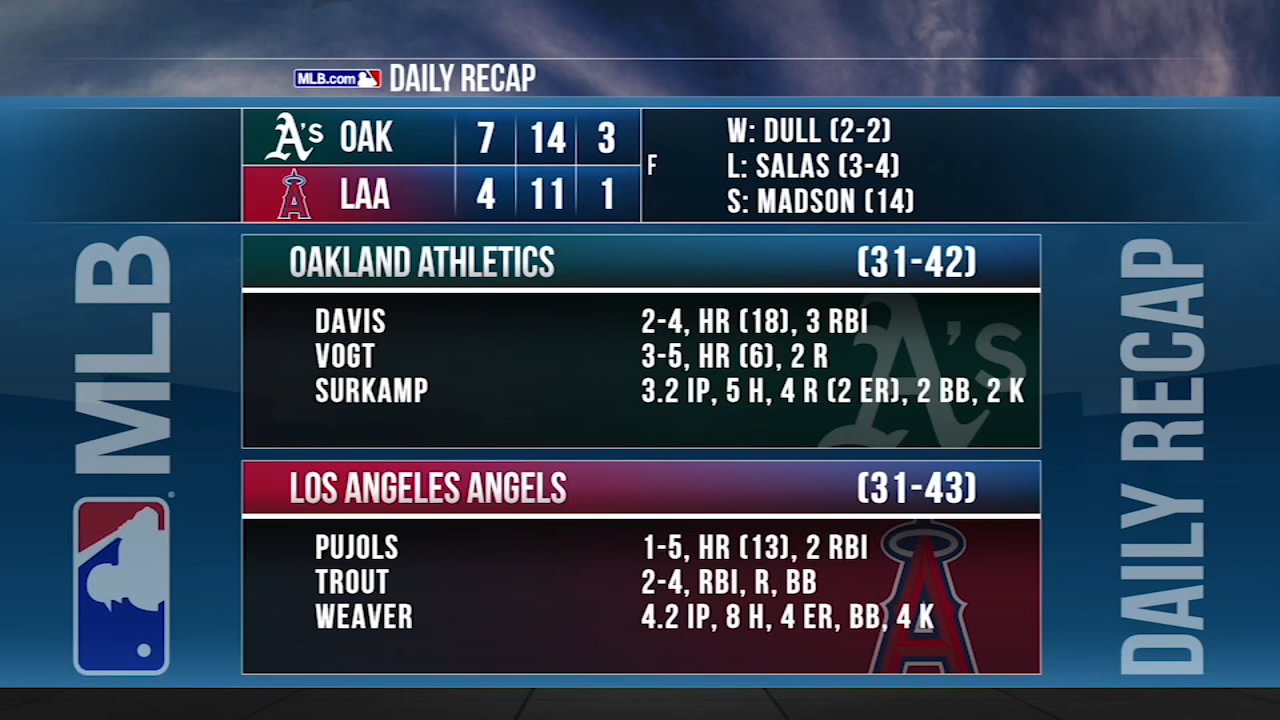 MLB.com DAILY RECAP
A's OAK 7 14 3
A LAA 4 11 1
F
W: DULL (2-2)
L: SALAS (3-4)
S: MADSON (14)
MLB
OAKLAND ATHLETICS (31-42)
DAVIS 2-4, HR (18), 3 RBI
VOGT 3-5, HR (6), 2 R
SURKAMP 3.2 IP, 5 H, 4 R (2 ER), 2 BB, 2 K
A's
LOS ANGELES ANGELS (31-43)
PUJOLS 1-5, HR (13), 2 RBI
TROUT 2-4, RBI, R, BB
WEAVER 4.2 IP, 8 H, 4 ER, BB, 4 K
A
DAILY RECAP